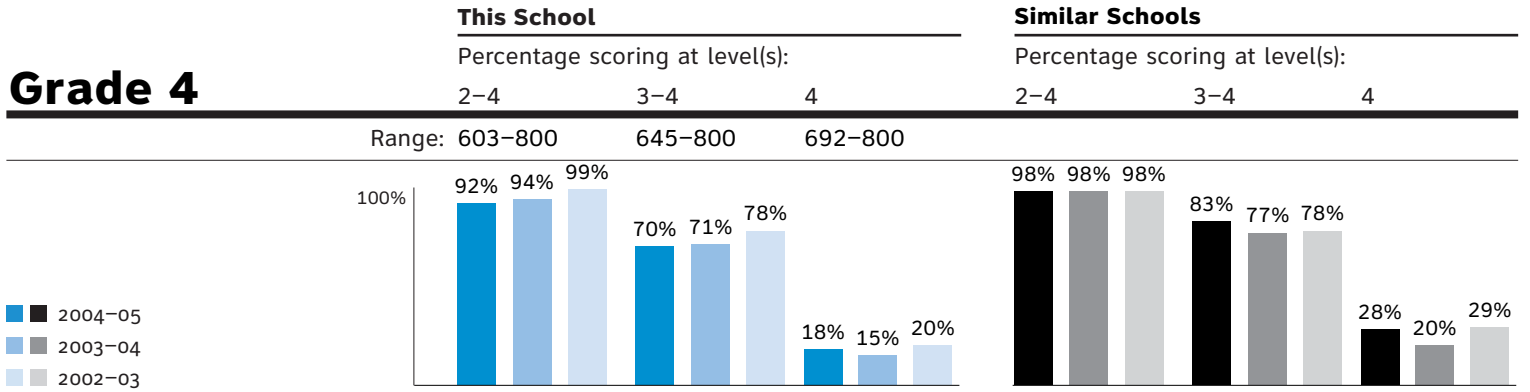 This School Similar Schools
Percentage scoring at level(s): Percentage scoring at level(s):
Grade 4 2–4 3–4 4 2–4 3–4 4
Range: 603–800 645–800 692–800
100% 92% 94% 99% 70% 71% 78% 18% 15% 20% 98% 98% 98% 83% 77% 78% 28% 20% 29%
2004–05
2003–04
2002–03